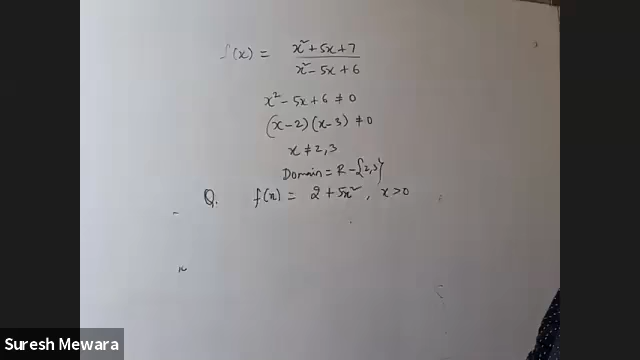 f(x) = x² + 5x + 7 / x² - 5x + 6
x² - 5x + 6 ≠ 0
(x-2)(x-3) ≠ 0
x ≠ 2,3
Domain = R - {2,3}
Q. f(x) = 2 + 5x², x > 0
Suresh Mewara